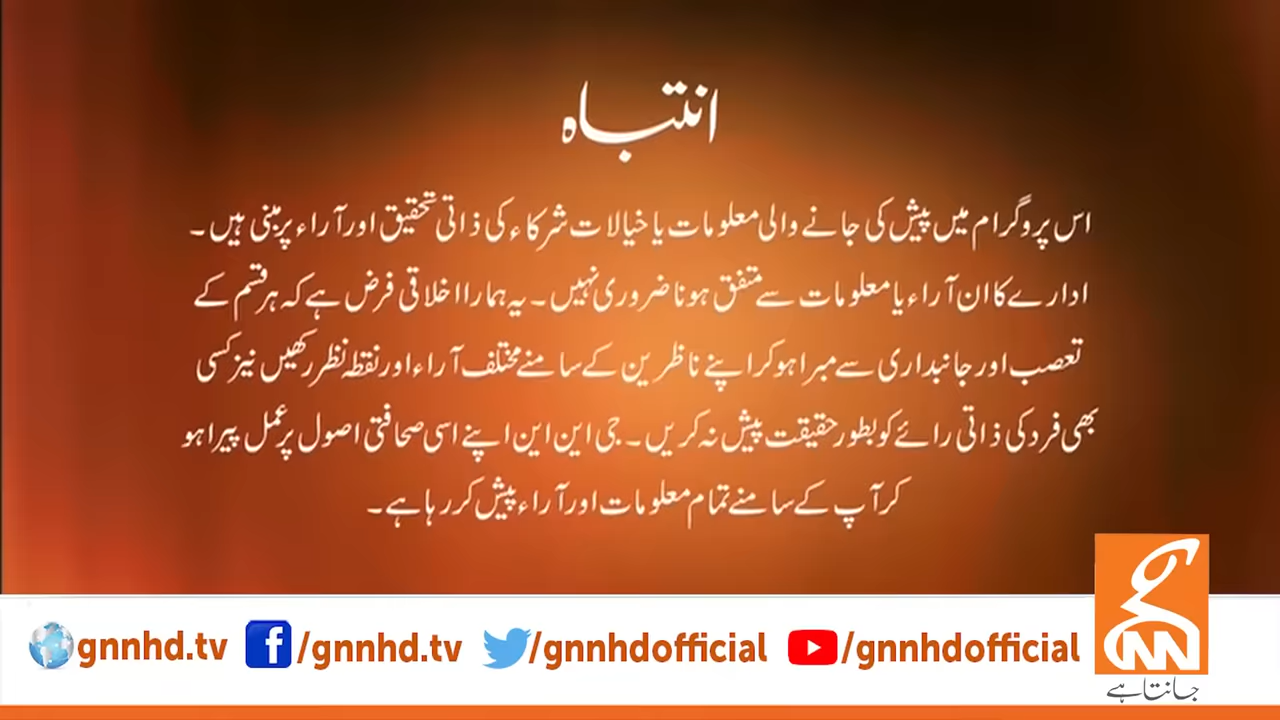 انتباہ
اس پروگرام میں پیش کی جانے والی معلومات یا خیالات شرکاء کی ذاتی تحقیق اور آراء پر مبنی ہیں۔
ادارے کا ان آراء یا معلومات سے متفق ہونا ضروری نہیں۔ یہ ہمارا اخلاقی فرض ہے کہ ہر قسم کے
تعصب اور جانبداری سے مبرا ہو کر اپنے ناظرین کے سامنے مختلف آراء اور نقطہ نظر رکھیں نیز کسی
بھی فرد کی ذاتی رائے کو بطور حقیقت پیش نہ کریں۔ جی این این اپنے اسی صحافتی اصول پر عمل پیرا ہو
کر آپ کے سامنے تمام معلومات اور آراء پیش کر رہا ہے۔
gnnhd.tv /gnnhd.tv /gnnhdofficial /gnnhdofficial
GNN
جانتا ہے